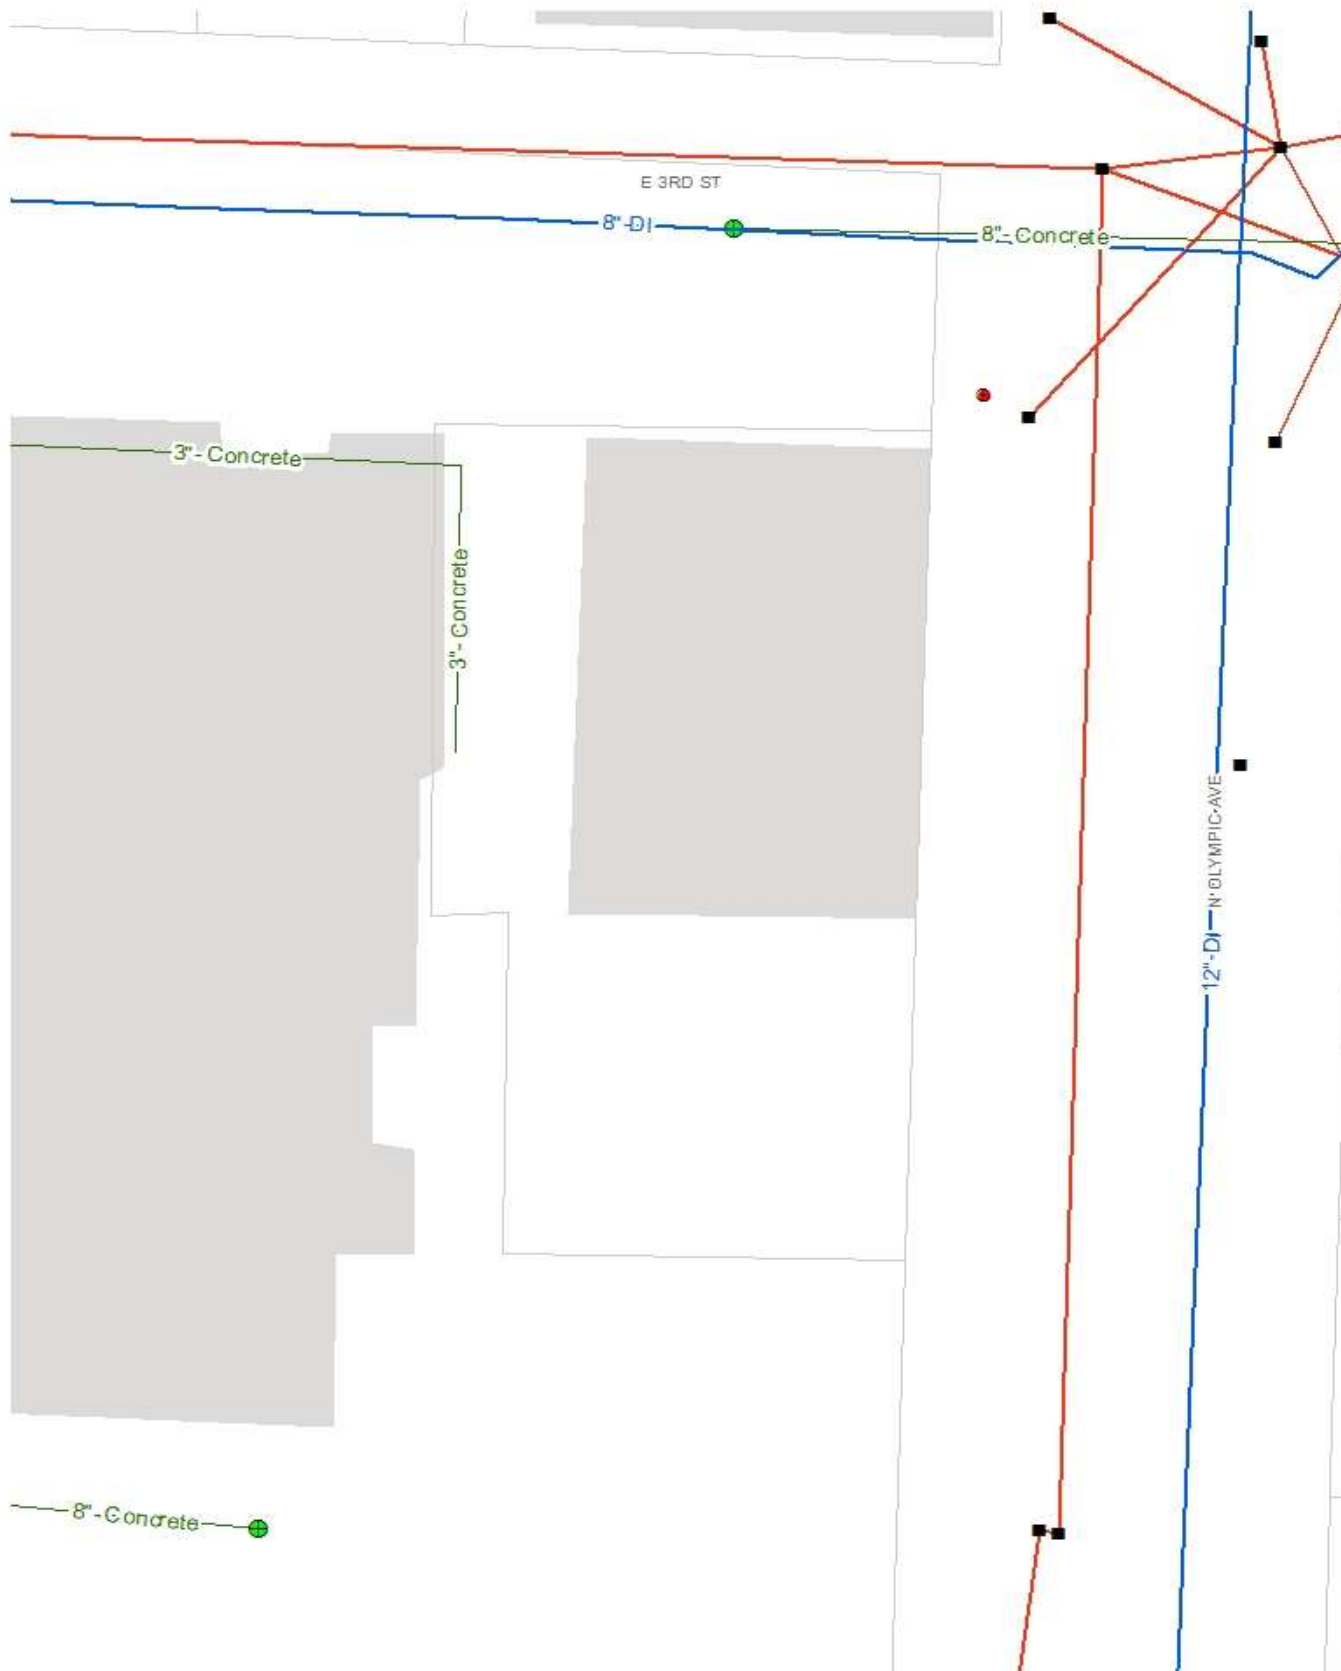 E 3RD ST
8"-DI
8"- Concrete
3"- Concrete
3"- Concrete
N OLYMPIC AVE
12"-DI
8"-Concrete